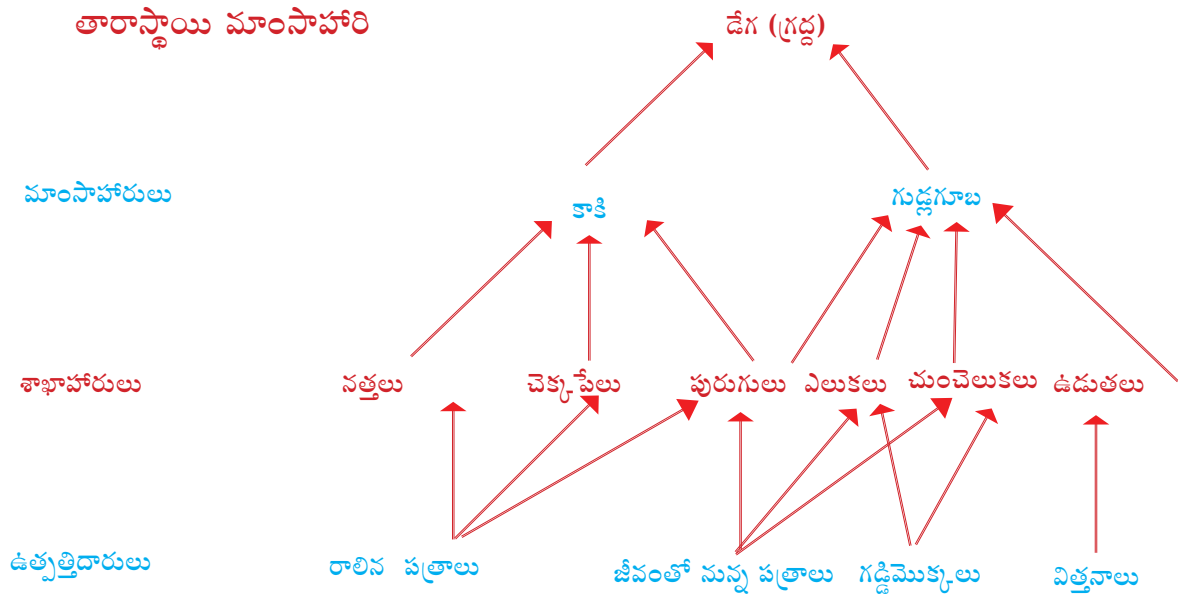 తారాస్థాయి మాంసాహారి డేగ (గ్రద్ద)
మాంసాహారులు కాకి గుడ్లగూబ
శాఖాహారులు నత్తలు చెక్కపేలు పురుగులు ఎలుకలు చుంచెలుకలు ఉడుతలు
ఉత్పత్తిదారులు రాలిన పత్రాలు జీవంతో నున్న పత్రాలు గడ్డిమొక్కలు విత్తనాలు